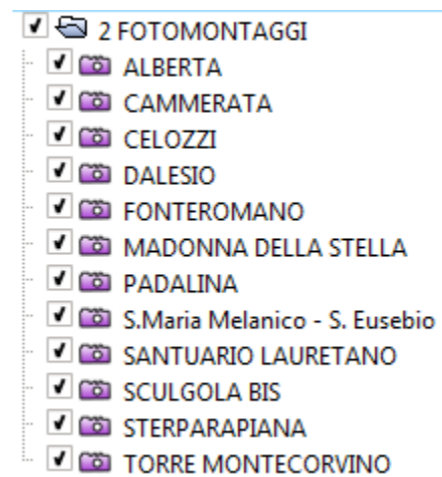 2 FOTOMONTAGGI
ALBERTA
CAMMERATA
CELOZZI
DALESIO
FONTEROMANO
MADONNA DELLA STELLA
PADALINA
S.Maria Melanico - S. Eusebio
SANTUARIO LAURETANO
SCULGOLA BIS
STERPARAPIANA
TORRE MONTECORVINO